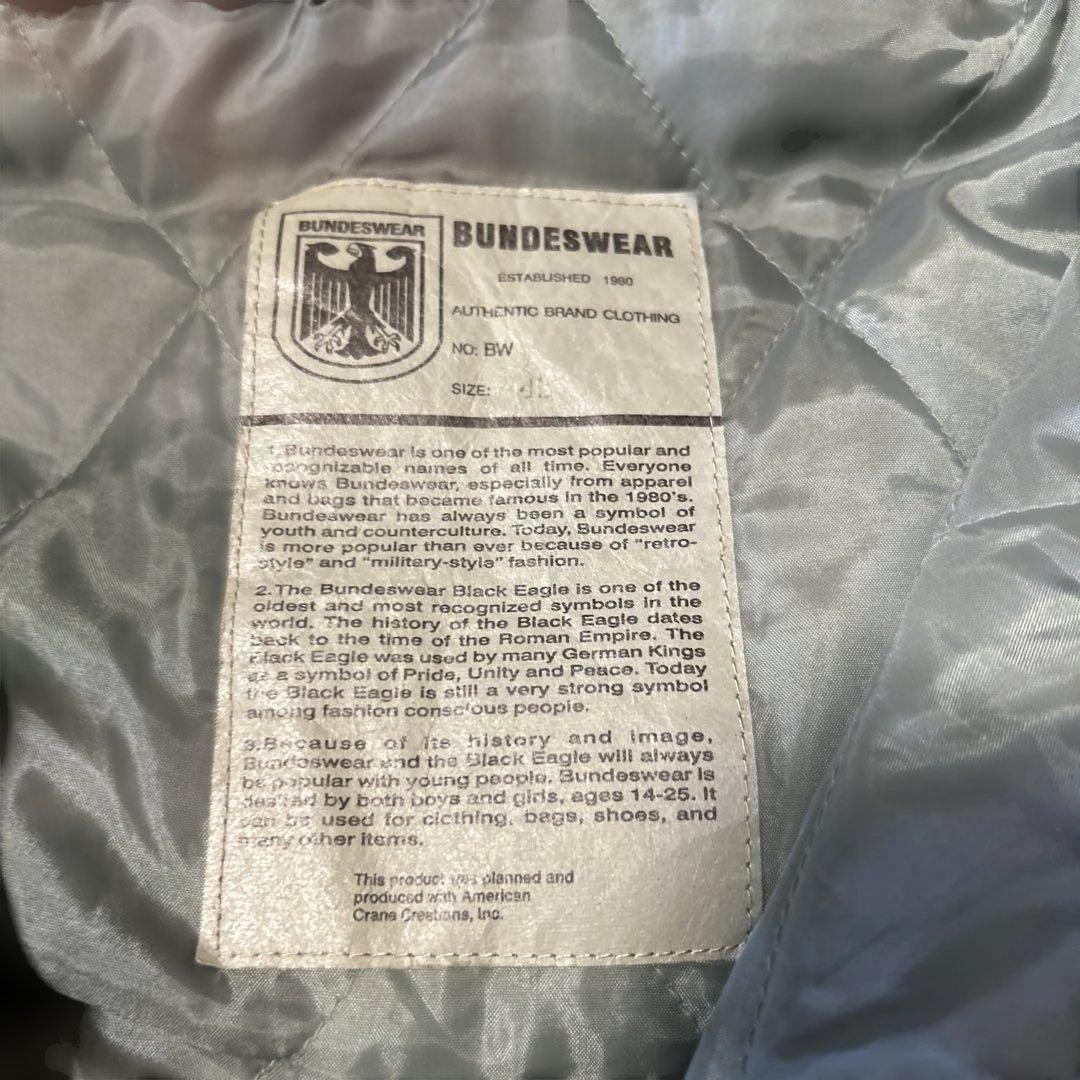 BUNDESWEAR
BUNDESWEAR
ESTABLISHED 1980
AUTHENTIC BRAND CLOTHING
NO: BW
SIZE:
1. Bundeswear is one of the most popular and
recognizable names of all time. Everyone
knows Bundeswear, especially from apparel
and bags that became famous in the 1980's.
Bundeswear has always been a symbol of
youth and counterculture. Today, Bundeswear
is more popular than ever because of "retro-
style" and "military-style" fashion.
2.The Bundeswear Black Eagle is one of the
oldest and most recognized symbols in the
world. The history of the Black Eagle dates
back to the time of the Roman Empire. The
Black Eagle was used by many German Kings
as a symbol of Pride, Unity and Peace. Today
the Black Eagle is still a very strong symbol
among fashion conscious people.
3.Because of its history and image,
Bundeswear and the Black Eagle will always
be popular with young people. Bundeswear is
desired by both boys and girls, ages 14-25. It
can be used for clothing, bags, shoes, and
many other items.
This product was planned and
produced with American
Crane Creations, Inc.